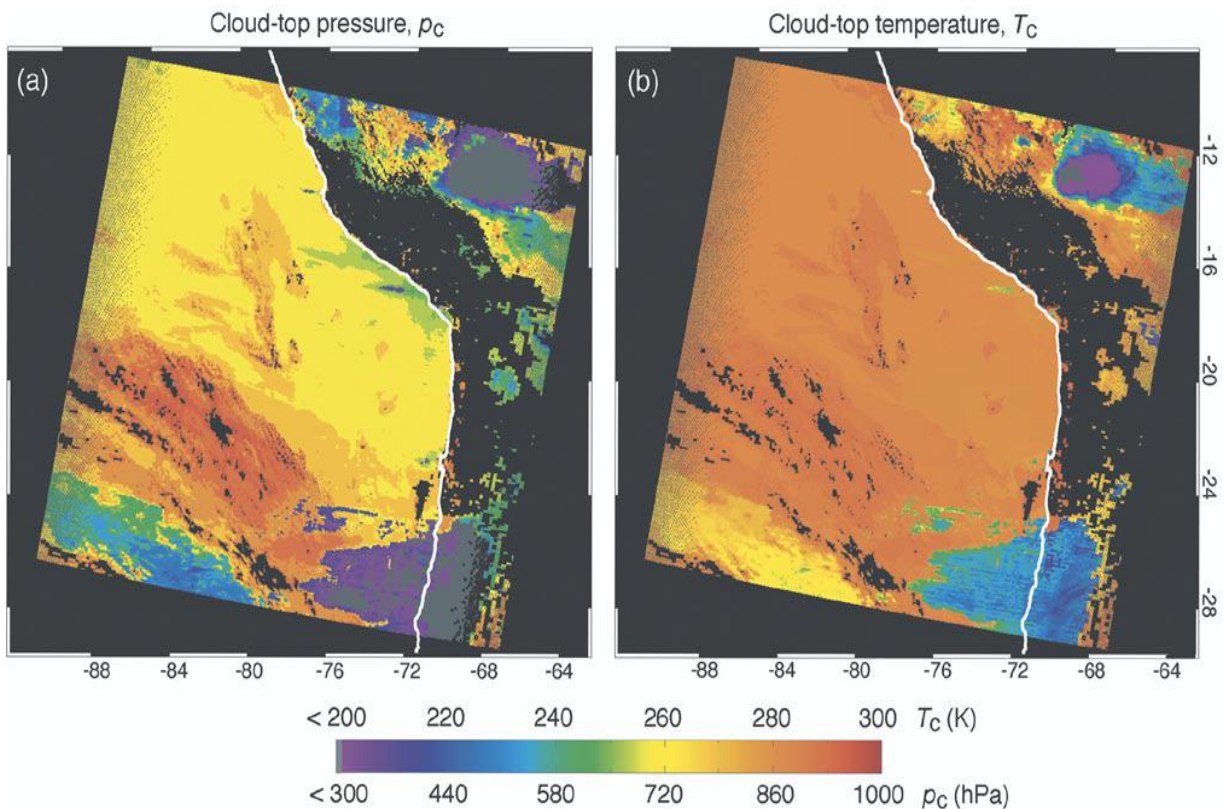 Cloud-top pressure, pC
Cloud-top temperature, TC
(a)
(b)
-12
-16
-20
-24
-28
-88 -84 -80 -76 -72 -68 -64
-88 -84 -80 -76 -72 -68 -64
< 200 220 240 260 280 300 TC (K)
< 300 440 580 720 860 1000 pC (hPa)